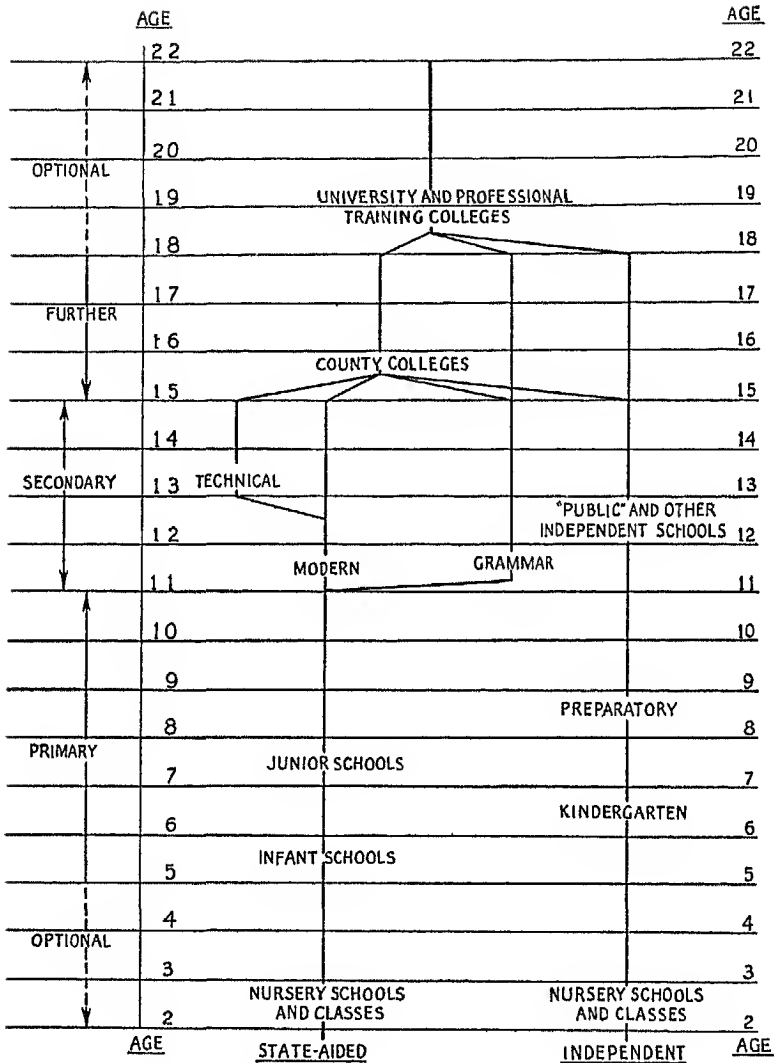 AGE AGE
22 22
21 21
20 20
OPTIONAL
19 UNIVERSITY AND PROFESSIONAL 19
TRAINING COLLEGES
18 18
17 17
FURTHER
16 16
COUNTY COLLEGES
15 15
14 14
SECONDARY TECHNICAL
13 13
"PUBLIC" AND OTHER
INDEPENDENT SCHOOLS
12 12
MODERN GRAMMAR
11 11
10 10
9 9
PREPARATORY
8 8
PRIMARY
JUNIOR SCHOOLS
7 7
KINDERGARTEN
6 6
INFANT SCHOOLS
5 5
4 4
OPTIONAL
3 3
NURSERY SCHOOLS NURSERY SCHOOLS
AND CLASSES AND CLASSES
2 2
AGE STATE-AIDED INDEPENDENT AGE